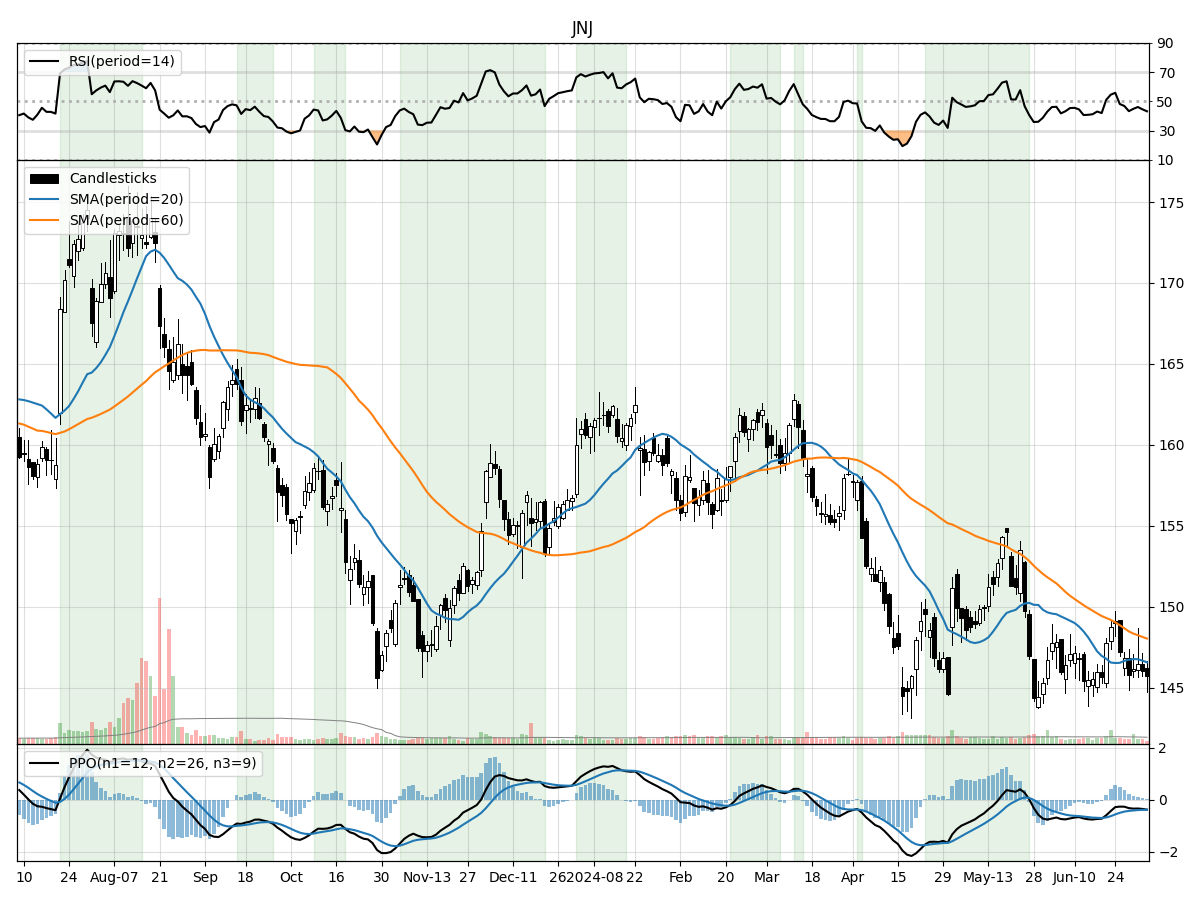 JNJ
RSI(period=14)
90
70
50
30
10
Candlesticks
SMA(period=20)
SMA(period=60)
175
170
165
160
155
150
145
PPO(n1=12, n2=26, n3=9)
2
0
−2
10 24 Aug-07 21 Sep 18 Oct 16 30 Nov-13 27 Dec-11 26 2024-08 22 Feb 20 Mar 18 Apr 15 29 May-13 28 Jun-10 24